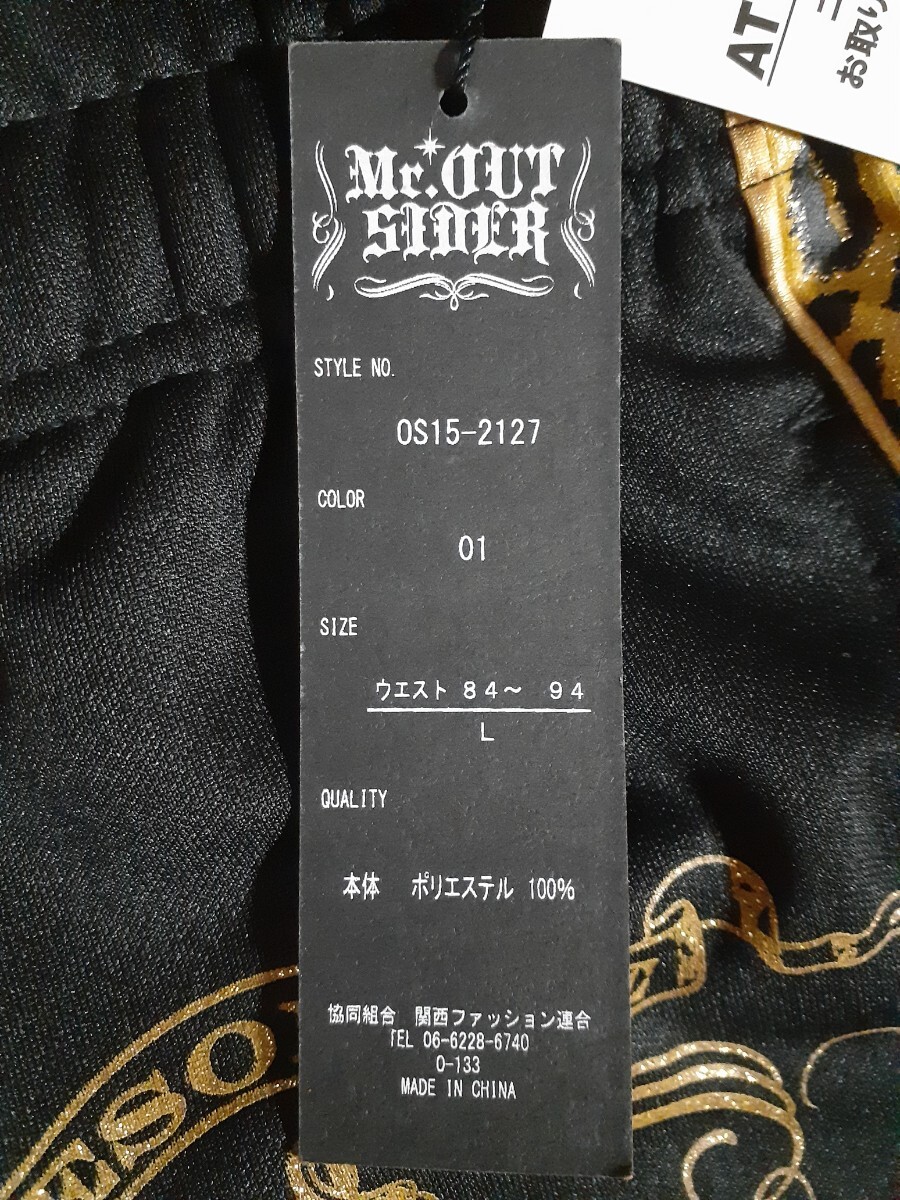 Mr.OUT
SIDER
STYLE NO.
OS15-2127
COLOR
01
SIZE
ウエスト 84～ 94
L
QUALITY
本体 ポリエステル 100%
協同組合 関西ファッション連合
TEL 06-6228-6740
O-133
MADE IN CHINA
AT
お取り
ESO